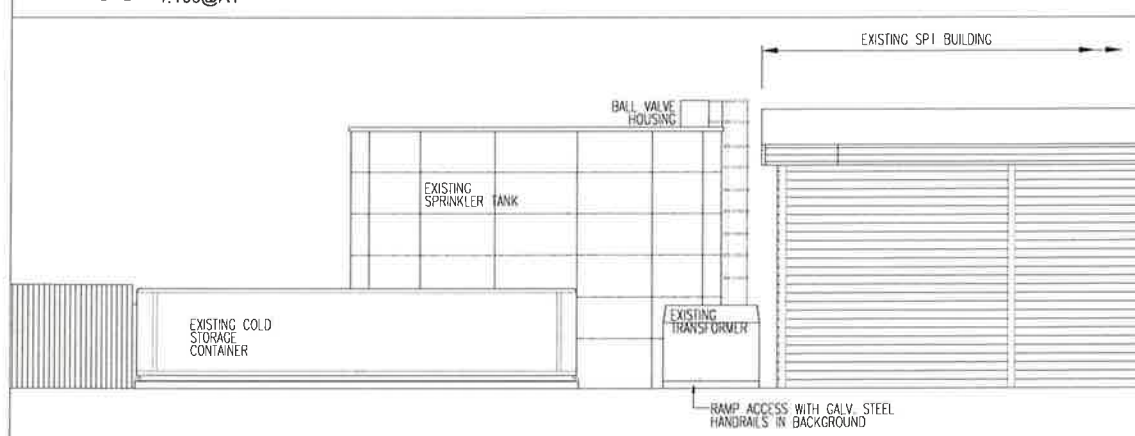 EXISTING SPI BUILDING
BALL VALVE
HOUSING
EXISTING
SPRINKLER TANK
EXISTING COLD
STORAGE
CONTAINER
EXISTING
TRANSFORMER
RAMP ACCESS WITH GALV. STEEL
HANDRAILS IN BACKGROUND